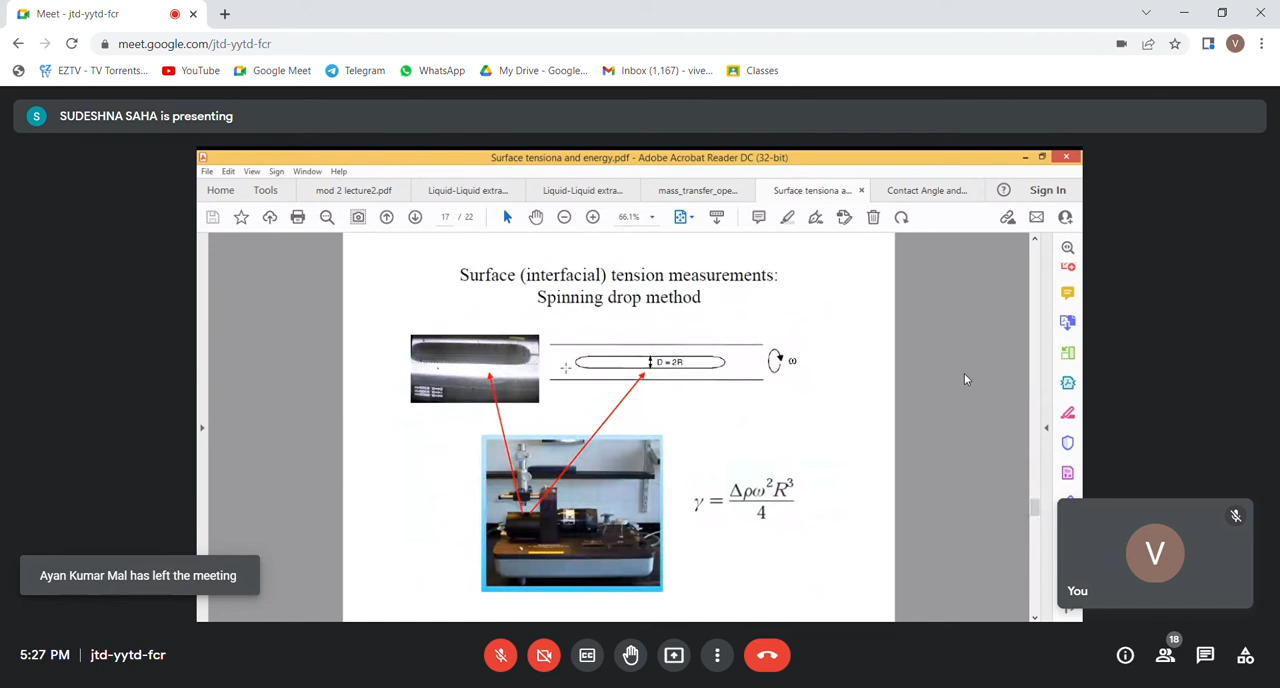 Meet - jtd-yytd-fcr
meet.google.com/jtd-yytd-fcr
V
EZTV - TV Torrents...
YouTube
Google Meet
Telegram
WhatsApp
My Drive - Google...
Inbox (1,167) - vive...
Classes
S
SUDESHNA SAHA is presenting
Surface tensiona and energy.pdf - Adobe Acrobat Reader DC (32-bit)
File Edit View Sign Window Help
Home Tools mod 2 lecture2.pdf Liquid-Liquid extra... Liquid-Liquid extra... mass_transfer_ope... Surface tensiona a... × Contact Angle and... Sign In
17 / 22 66.1%
Surface (interfacial) tension measurements:
Spinning drop method
D = 2R
ω
γ = Δρω²R³ / 4
Ayan Kumar Mal has left the meeting
V
You
5:27 PM | jtd-yytd-fcr
18